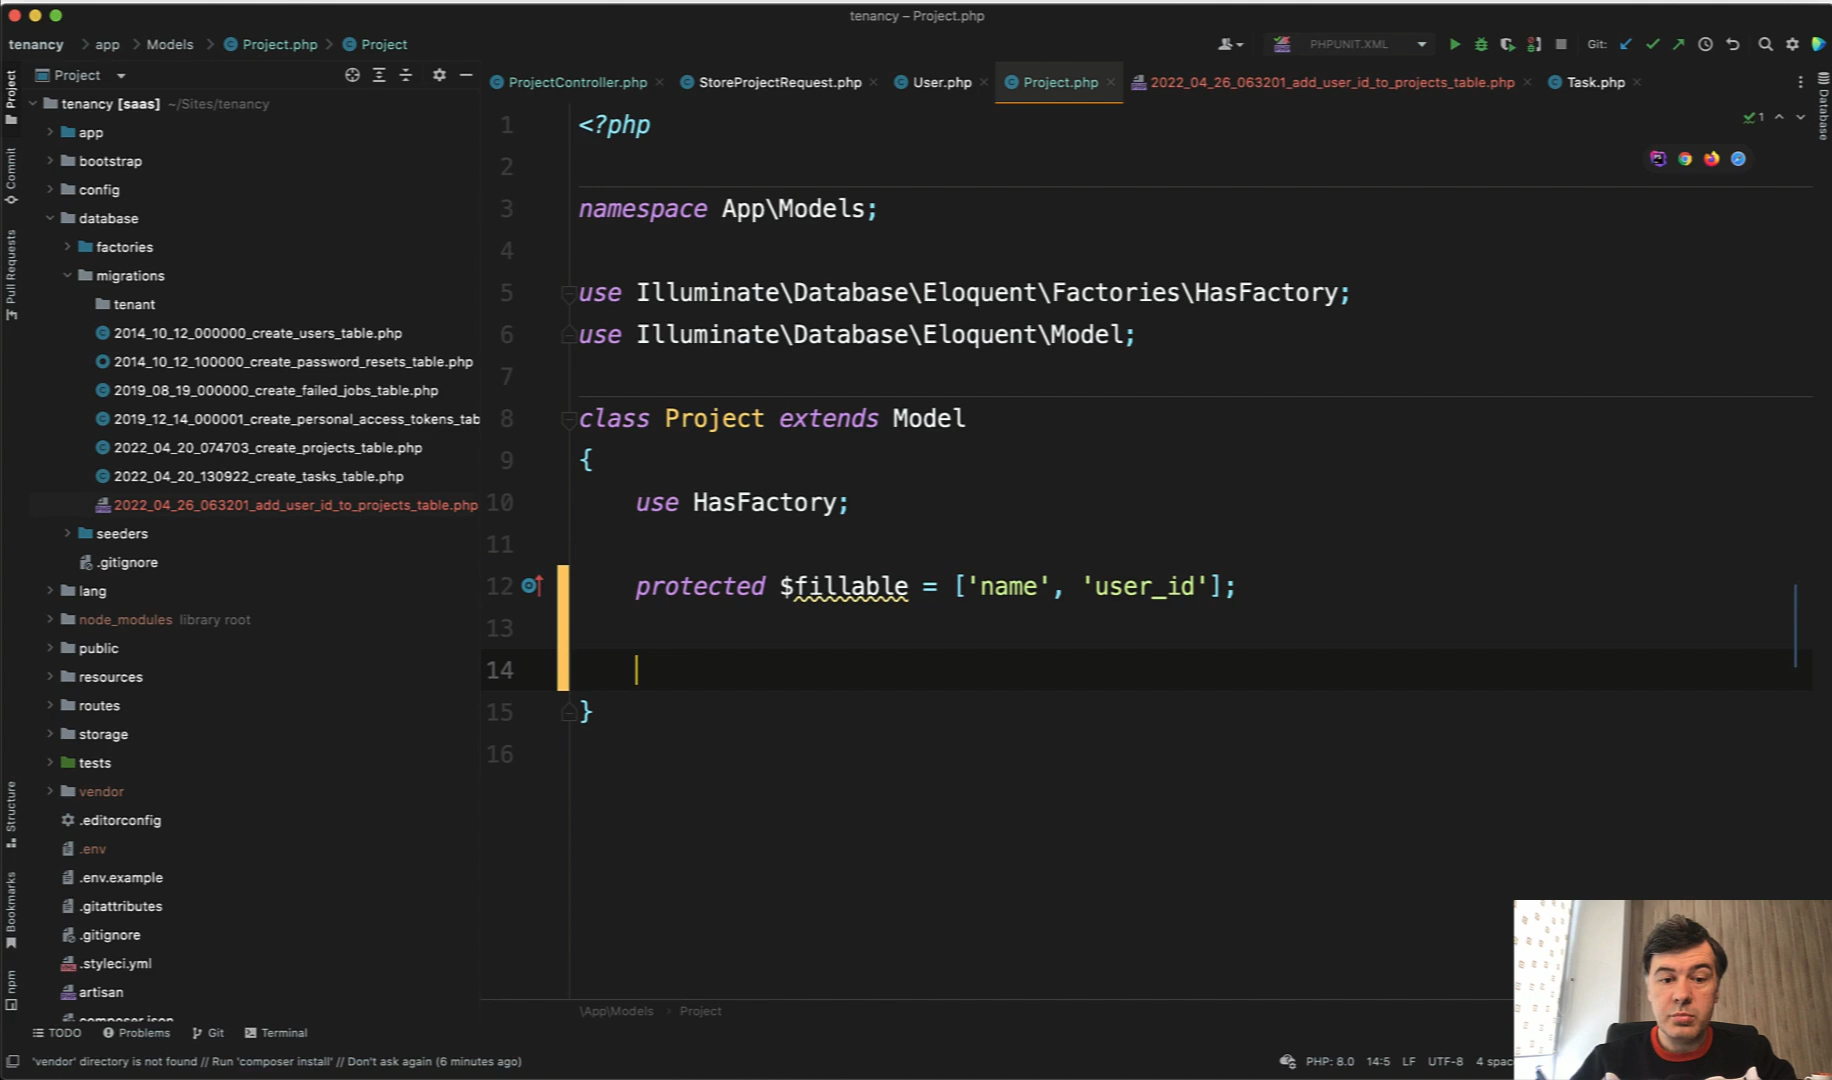 tenancy – Project.php
tenancy > app > Models > Project.php > Project
PHPUNIT.XML
Git:
Project
ProjectController.php
StoreProjectRequest.php
User.php
Project.php
2022_04_26_063201_add_user_id_to_projects_table.php
Task.php
Project
Commit
Pull Requests
Structure
Bookmarks
npm
Database
tenancy [saas] ~/Sites/tenancy
app
bootstrap
config
database
factories
migrations
tenant
2014_10_12_000000_create_users_table.php
2014_10_12_100000_create_password_resets_table.php
2019_08_19_000000_create_failed_jobs_table.php
2019_12_14_000001_create_personal_access_tokens_tab
2022_04_20_074703_create_projects_table.php
2022_04_20_130922_create_tasks_table.php
2022_04_26_063201_add_user_id_to_projects_table.php
seeders
.gitignore
lang
node_modules library root
public
resources
routes
storage
tests
vendor
.editorconfig
.env
.env.example
.gitattributes
.gitignore
.styleci.yml
artisan
composer.json
1
1 <?php
2
3 namespace App\Models;
4
5 use Illuminate\Database\Eloquent\Factories\HasFactory;
6 use Illuminate\Database\Eloquent\Model;
7
8 class Project extends Model
9 {
10 use HasFactory;
11
12 protected $fillable = ['name', 'user_id'];
13
14
15 }
16
\App\Models > Project
TODO
Problems
Git
Terminal
'vendor' directory is not found // Run 'composer install' // Don't ask again (6 minutes ago)
PHP: 8.0 14:5 LF UTF-8 4 spac